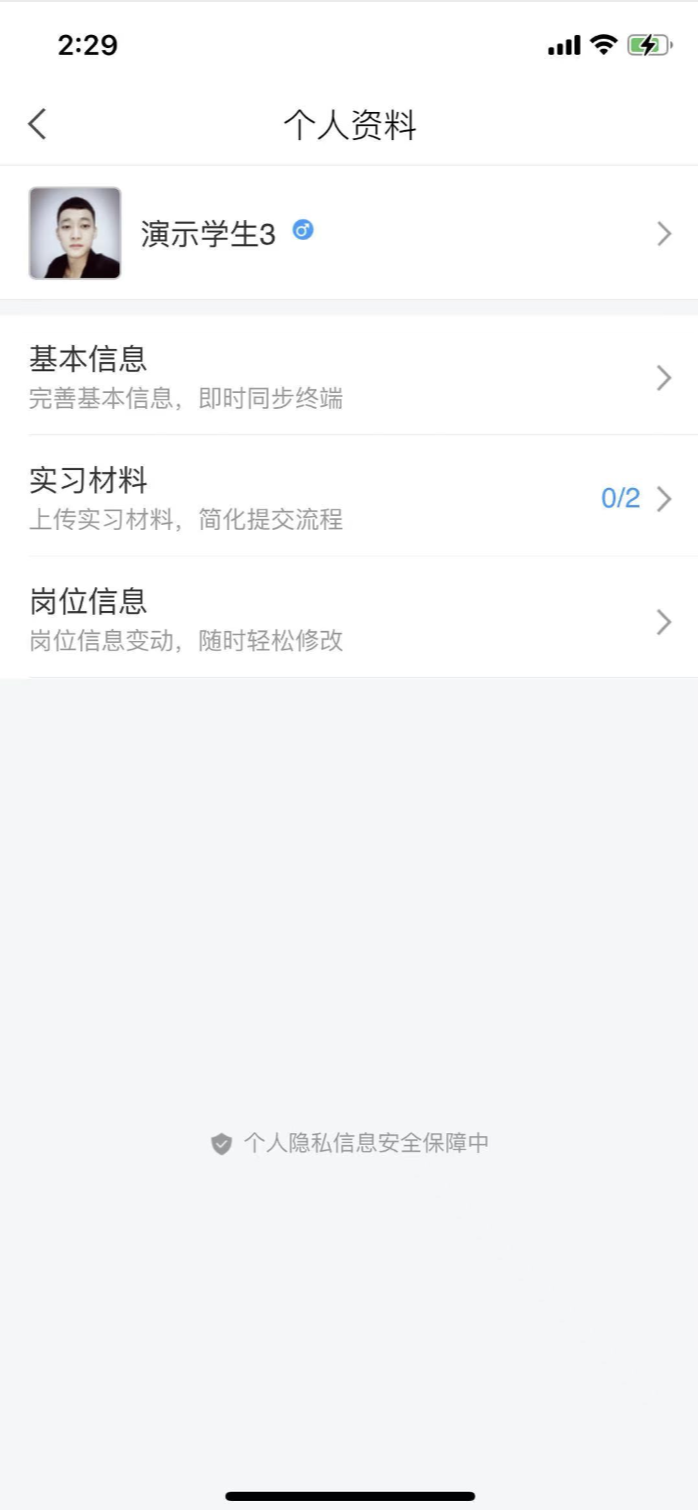 2:29
个人资料
演示学生3
基本信息
完善基本信息，即时同步终端
实习材料
0/2
上传实习材料，简化提交流程
岗位信息
岗位信息变动，随时轻松修改
个人隐私信息安全保障中